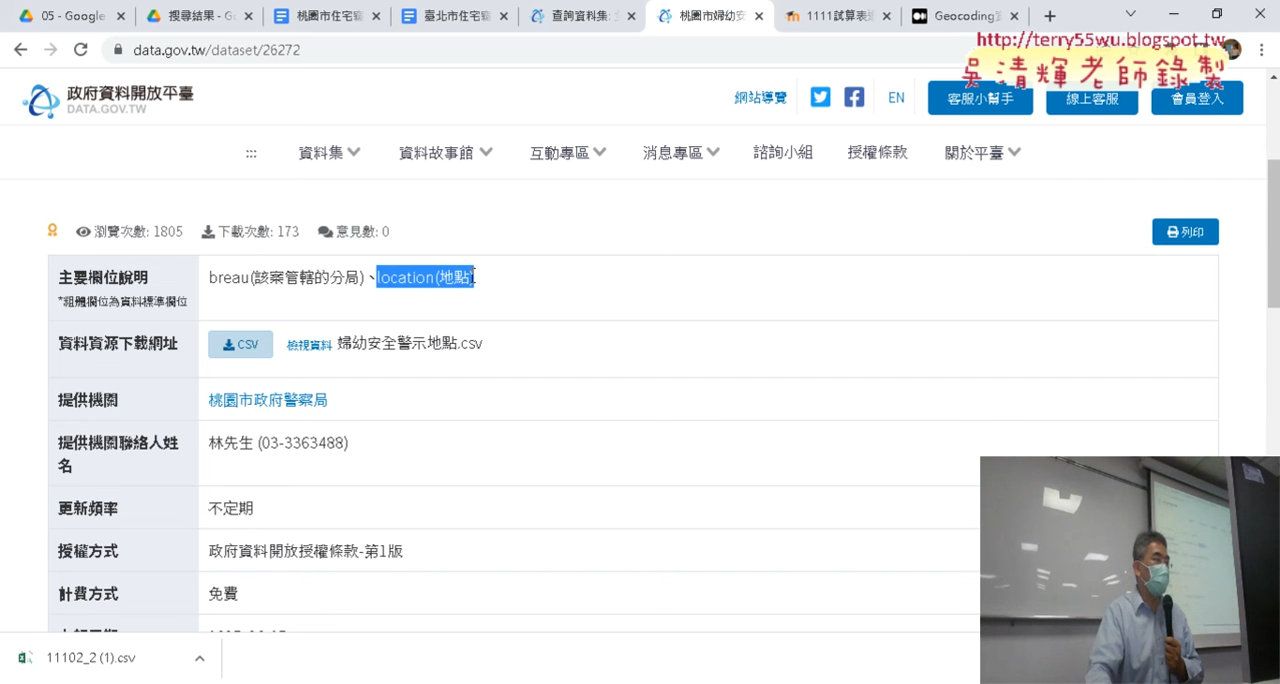 05 - Google
搜尋結果 - G
桃園市住宅竊
臺北市住宅竊
查詢資料集:
桃園市婦幼安
1111試算表
Geocoding
data.gov.tw/dataset/26272
http://terry55wu.blogspot.tw
吳清輝老師錄製
政府資料開放平臺
DATA.GOV.TW
網站導覽
EN
客服小幫手
線上客服
會員登入
:::
資料集
資料故事館
互動專區
消息專區
諮詢小組
授權條款
關於平臺
瀏覽次數: 1805
下載次數: 173
意見數: 0
列印
主要欄位說明
*粗體欄位為資料標準欄位
breau(該案管轄的分局)、location(地點)
資料資源下載網址
CSV
檢視資料
婦幼安全警示地點.csv
提供機關
桃園市政府警察局
提供機關聯絡人姓名
林先生 (03-3363488)
更新頻率
不定期
授權方式
政府資料開放授權條款-第1版
計費方式
免費
11102_2 (1).csv